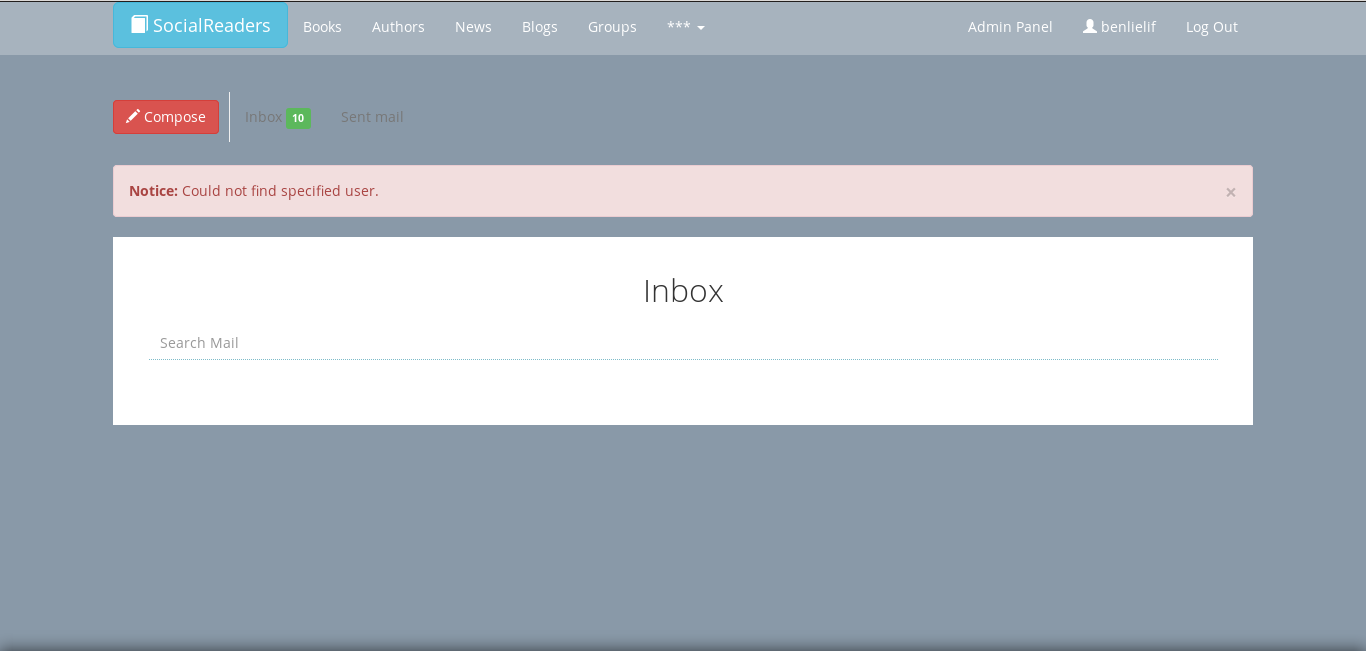 SocialReaders Books Authors News Blogs Groups *** Admin Panel benlielif Log Out
Compose Inbox 10 Sent mail
Notice: Could not find specified user. ×
Inbox
Search Mail